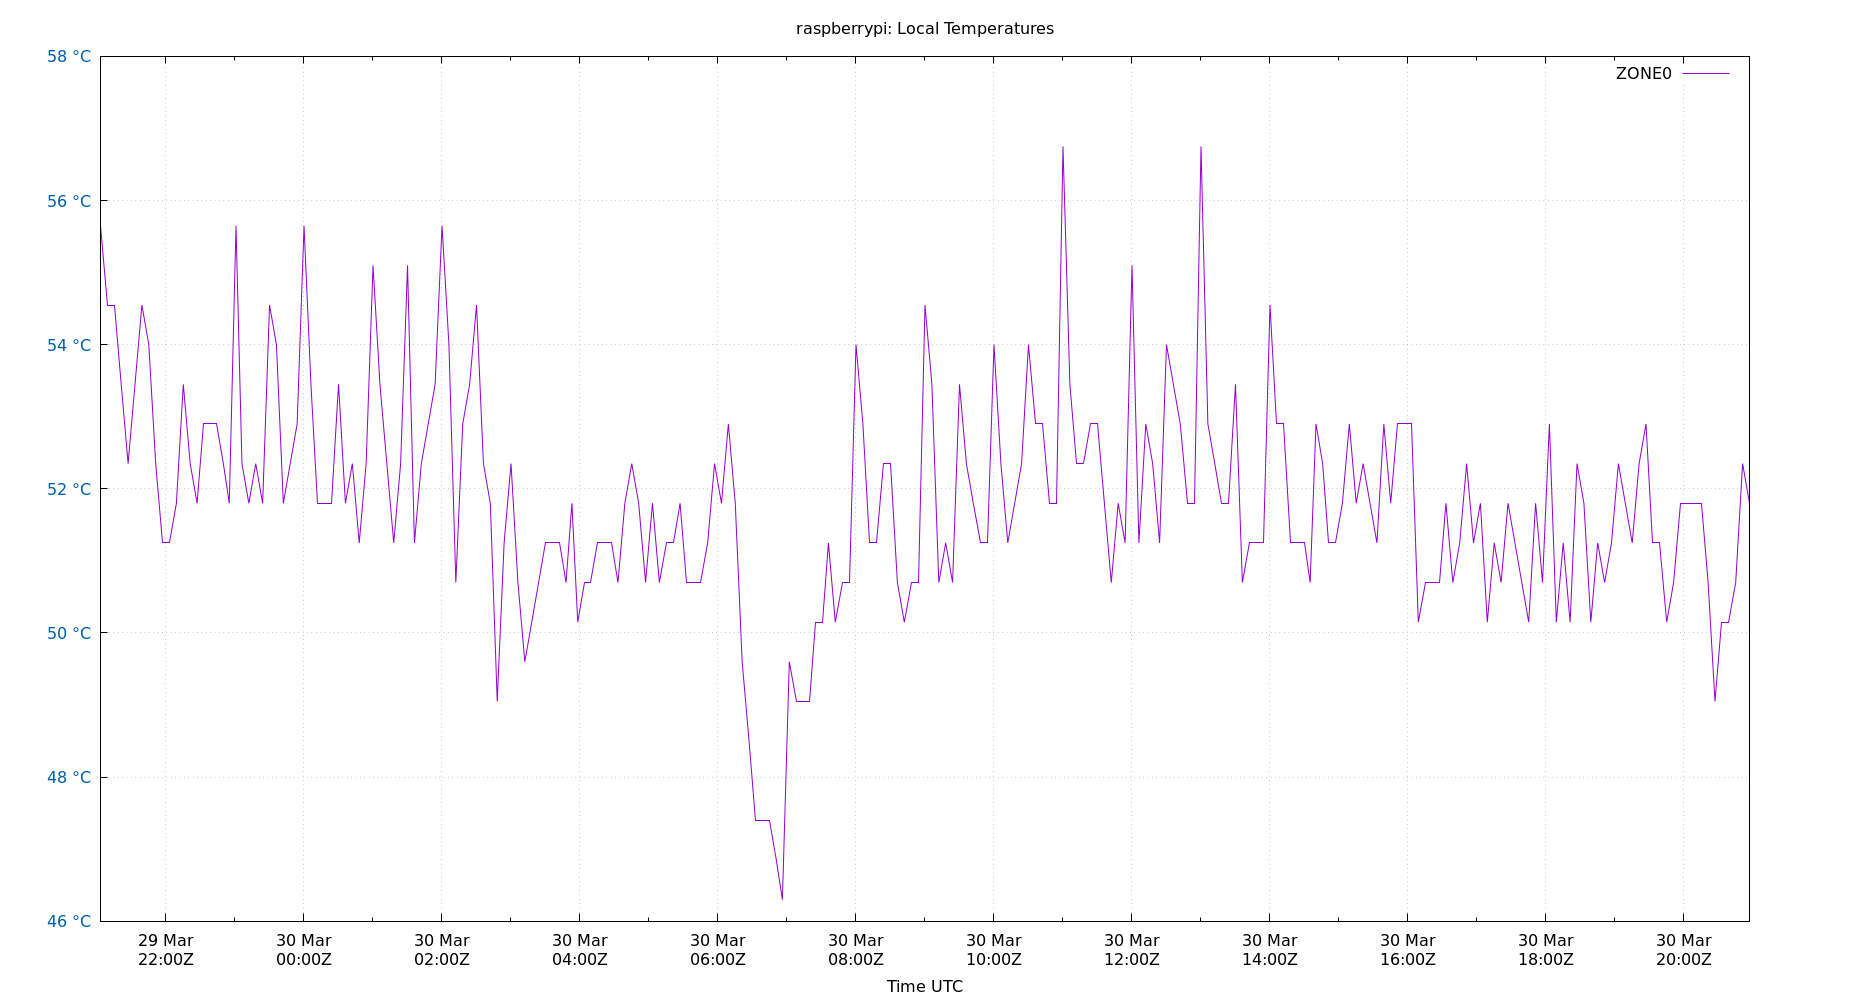 raspberrypi: Local Temperatures
58 °C
ZONE0
56 °C
54 °C
52 °C
50 °C
48 °C
46 °C
29 Mar 30 Mar 30 Mar 30 Mar 30 Mar 30 Mar 30 Mar 30 Mar 30 Mar 30 Mar 30 Mar 30 Mar
22:00Z 00:00Z 02:00Z 04:00Z 06:00Z 08:00Z 10:00Z 12:00Z 14:00Z 16:00Z 18:00Z 20:00Z
Time UTC